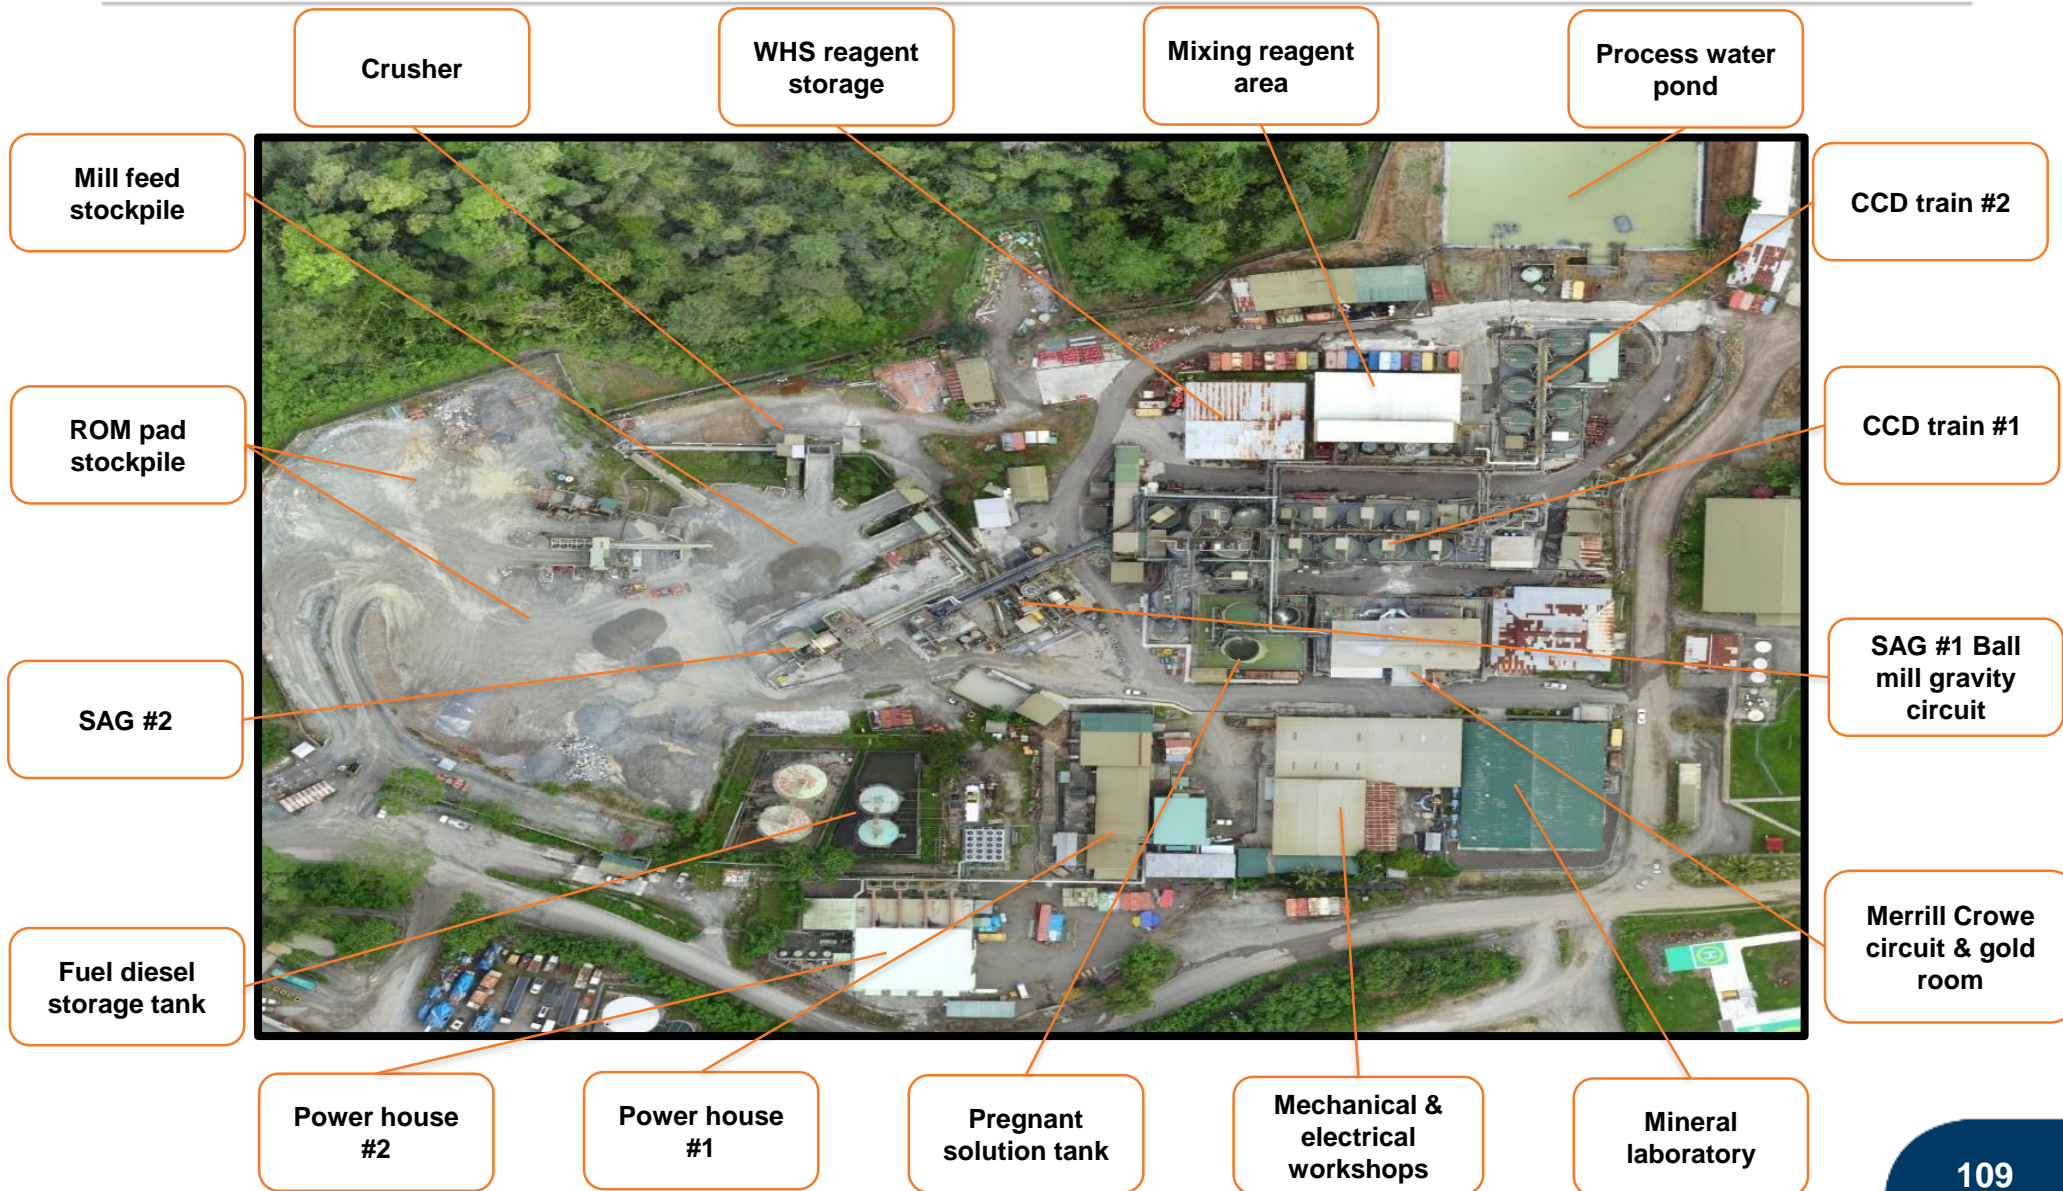 Crusher
WHS reagent
storage
Mixing reagent
area
Process water
pond
Mill feed
stockpile
CCD train #2
ROM pad
stockpile
CCD train #1
SAG #2
SAG #1 Ball
mill gravity
circuit
Fuel diesel
storage tank
Merrill Crowe
circuit & gold
room
Power house
#2
Power house
#1
Pregnant
solution tank
Mechanical &
electrical
workshops
Mineral
laboratory
109
H